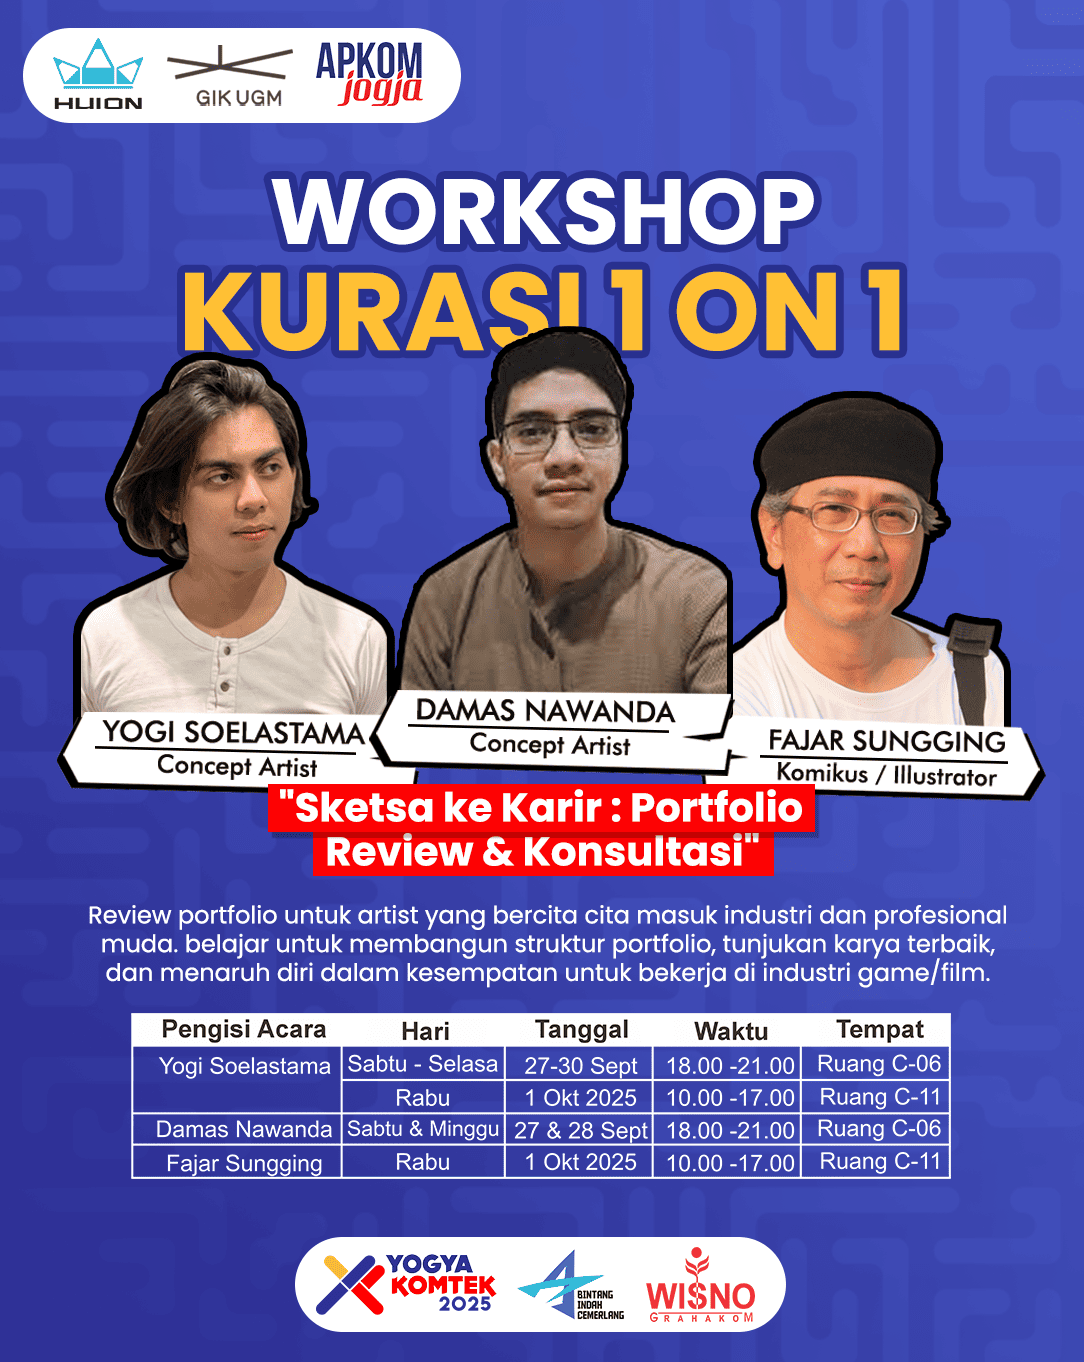 HUION
GIK UGM
APKOM
jogja
WORKSHOP
KURASI 1 ON 1
YOGI SOELASTAMA
Concept Artist
DAMAS NAWANDA
Concept Artist
FAJAR SUNGGING
Komikus / Illustrator
"Sketsa ke Karir : Portfolio
Review & Konsultasi"
Review portfolio untuk artist yang bercita cita masuk industri dan profesional
muda. belajar untuk membangun struktur portfolio, tunjukan karya terbaik,
dan menaruh diri dalam kesempatan untuk bekerja di industri game/film.
Pengisi Acara Hari Tanggal Waktu Tempat
Yogi Soelastama Sabtu - Selasa 27-30 Sept 18.00 -21.00 Ruang C-06
Rabu 1 Okt 2025 10.00 -17.00 Ruang C-11
Damas Nawanda Sabtu & Minggu 27 & 28 Sept 18.00 -21.00 Ruang C-06
Fajar Sungging Rabu 1 Okt 2025 10.00 -17.00 Ruang C-11
YOGYA
KOMTEK
2025
BINTANG
INDAH
CEMERLANG
WISNO
GRAHAKOM